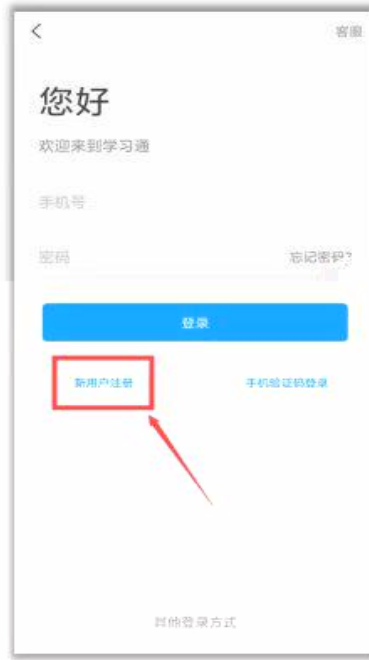 客服
您好
欢迎来到学习通
手机号
密码 忘记密码?
登录
新用户注册 手机验证码登录
其他登录方式